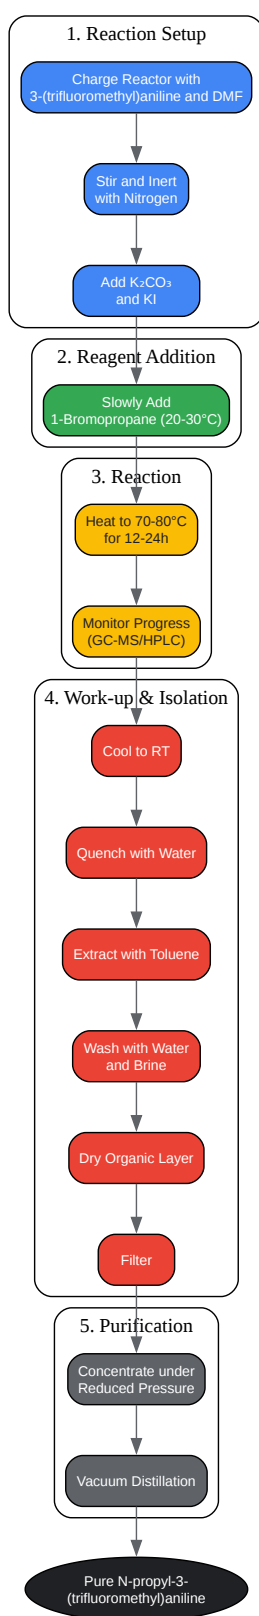 1. Reaction Setup
Charge Reactor with
3-(trifluoromethyl)aniline and DMF
Stir and Inert
with Nitrogen
Add K₂CO₃
and KI
2. Reagent Addition
Slowly Add
1-Bromopropane (20-30°C)
3. Reaction
Heat to 70-80°C
for 12-24h
Monitor Progress
(GC-MS/HPLC)
4. Work-up & Isolation
Cool to RT
Quench with Water
Extract with Toluene
Wash with Water
and Brine
Dry Organic Layer
Filter
5. Purification
Concentrate under
Reduced Pressure
Vacuum Distillation
Pure N-propyl-3-
(trifluoromethyl)aniline